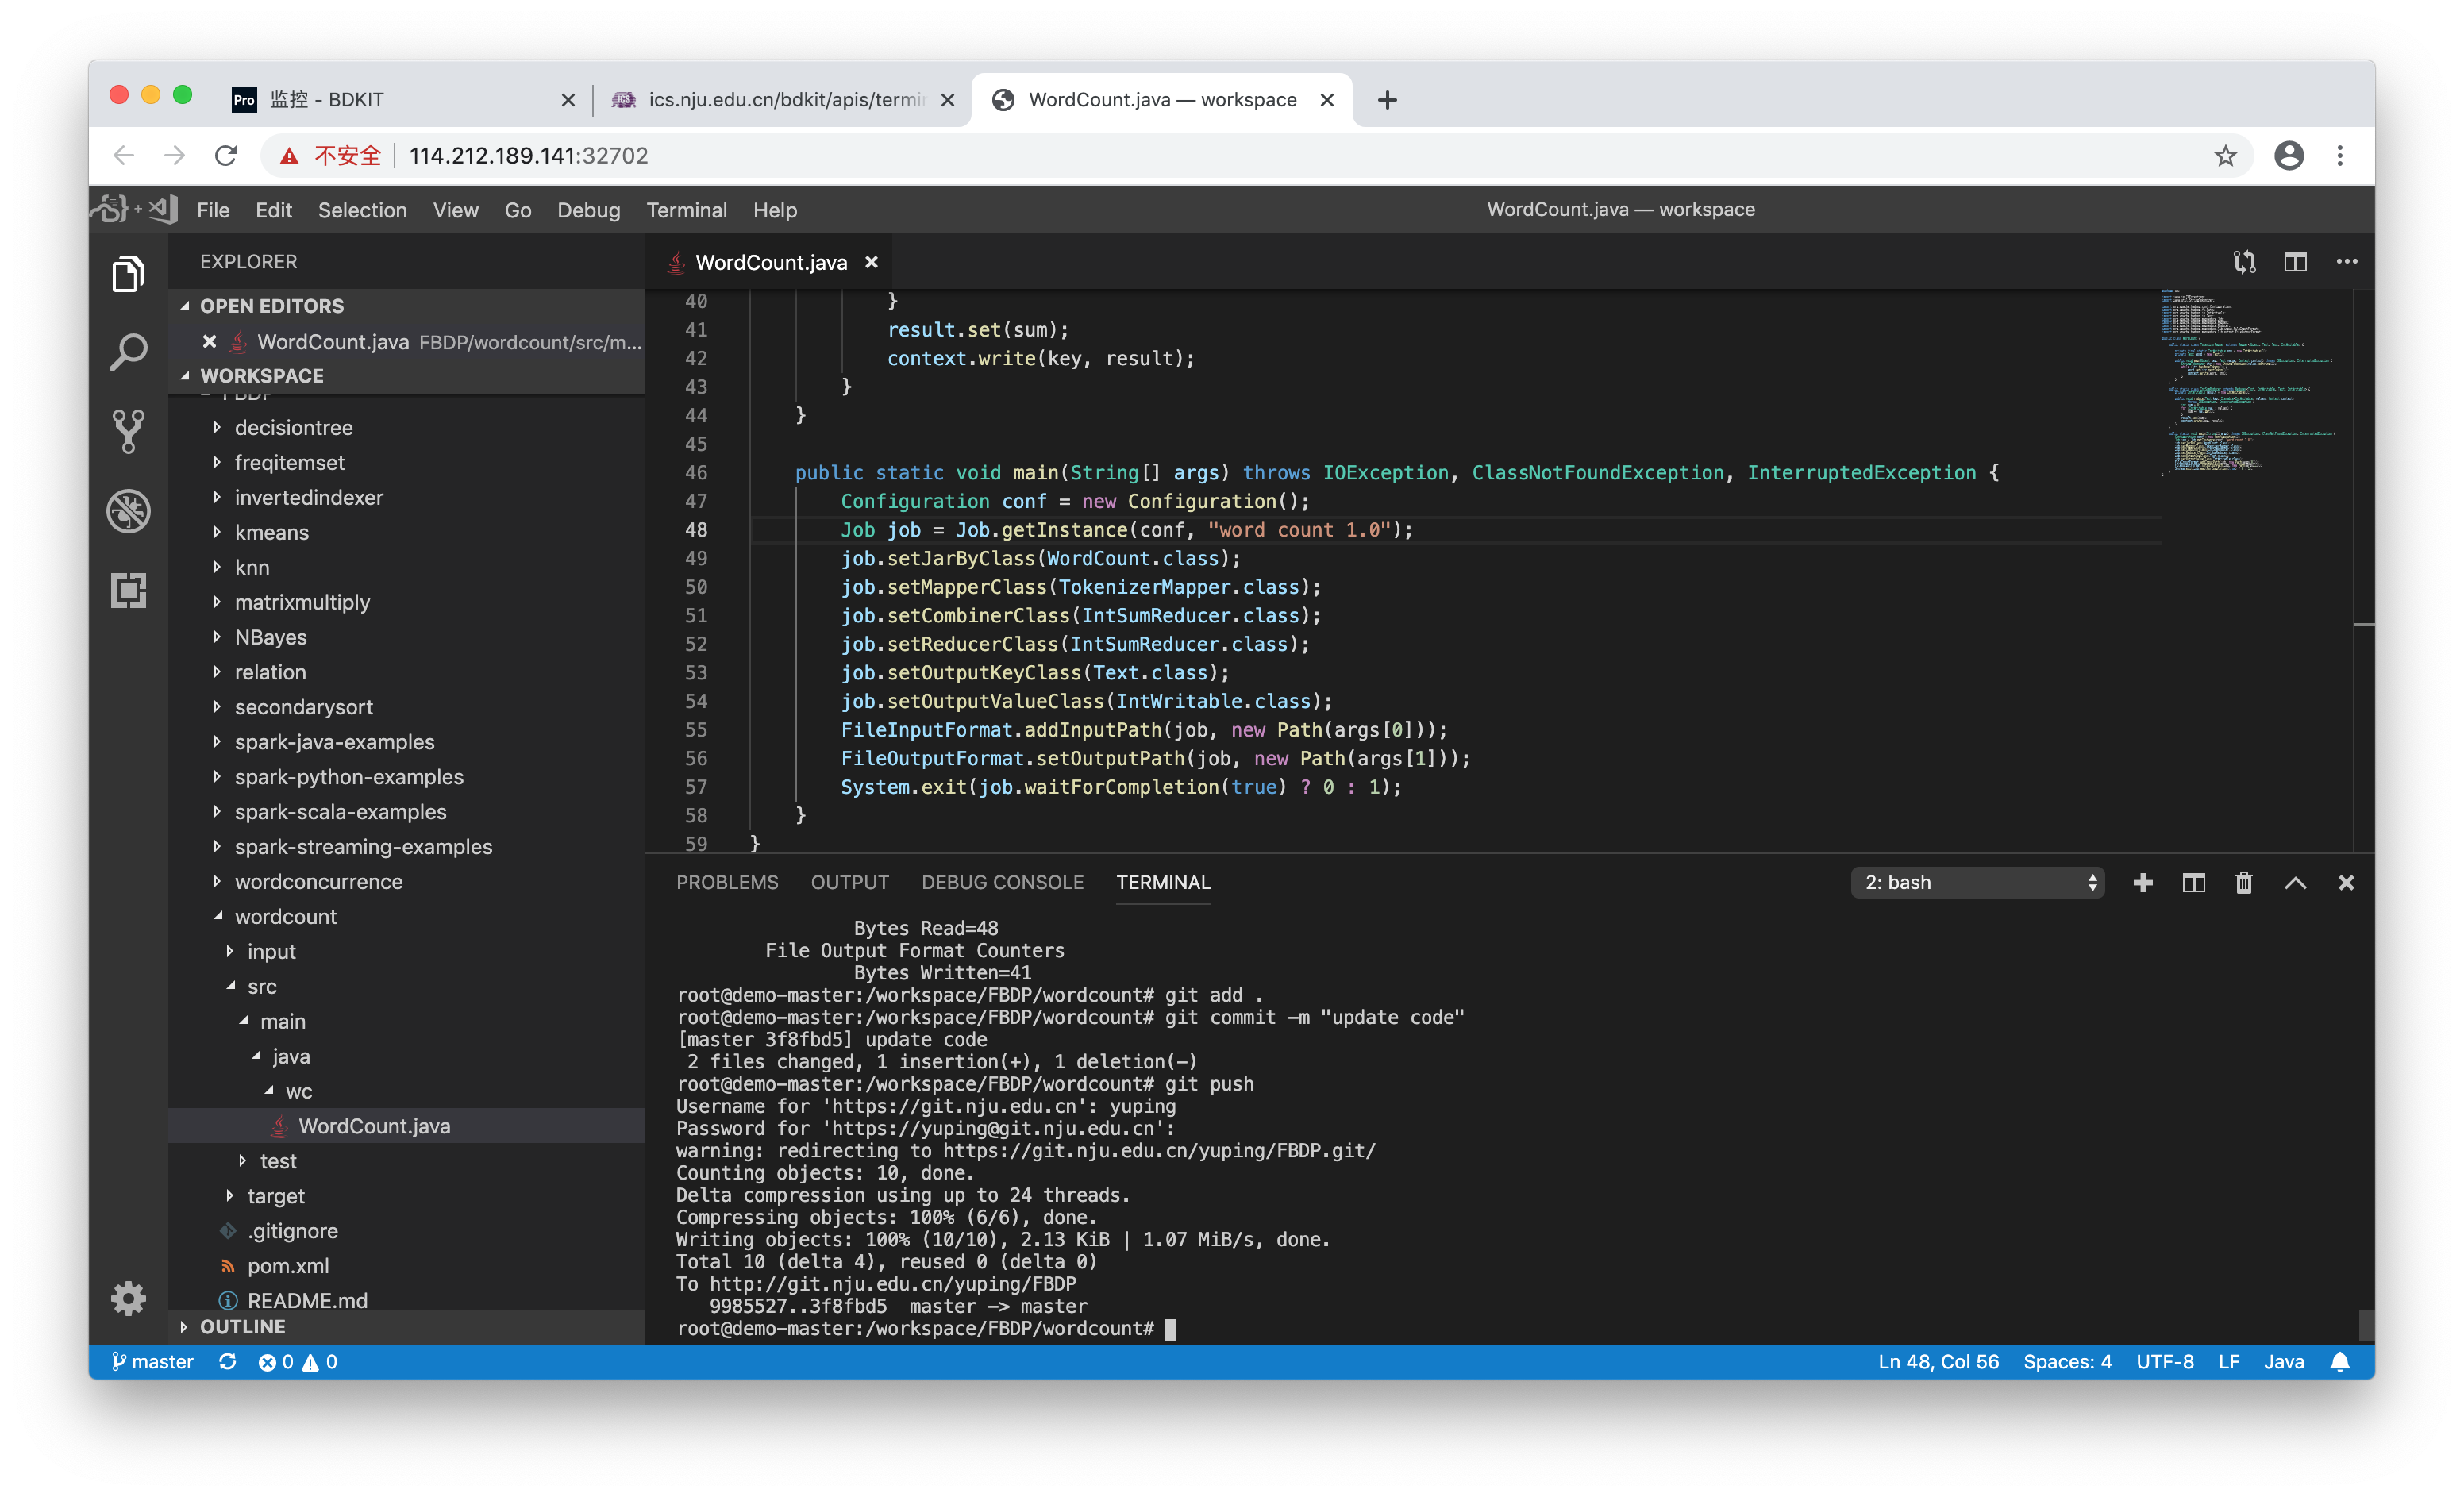 Pro 监控 - BDKIT
ICS ics.nju.edu.cn/bdkit/apis/termi
WordCount.java — workspace
不安全 114.212.189.141:32702
File Edit Selection View Go Debug Terminal Help
WordCount.java — workspace
EXPLORER
OPEN EDITORS
WordCount.java FBDP/wordcount/src/m...
WORKSPACE
FBDP
decisiontree
freqitemset
invertedindexer
kmeans
knn
matrixmultiply
NBayes
relation
secondarysort
spark-java-examples
spark-python-examples
spark-scala-examples
spark-streaming-examples
wordconcurrence
wordcount
input
src
main
java
wc
WordCount.java
test
target
.gitignore
pom.xml
README.md
OUTLINE
WordCount.java
40 }
41 result.set(sum);
42 context.write(key, result);
43 }
44 }
45
46 public static void main(String[] args) throws IOException, ClassNotFoundException, InterruptedException {
47 Configuration conf = new Configuration();
48 Job job = Job.getInstance(conf, "word count 1.0");
49 job.setJarByClass(WordCount.class);
50 job.setMapperClass(TokenizerMapper.class);
51 job.setCombinerClass(IntSumReducer.class);
52 job.setReducerClass(IntSumReducer.class);
53 job.setOutputKeyClass(Text.class);
54 job.setOutputValueClass(IntWritable.class);
55 FileInputFormat.addInputPath(job, new Path(args[0]));
56 FileOutputFormat.setOutputPath(job, new Path(args[1]));
57 System.exit(job.waitForCompletion(true) ? 0 : 1);
58 }
59 }
PROBLEMS OUTPUT DEBUG CONSOLE TERMINAL
2: bash
Bytes Read=48
File Output Format Counters
Bytes Written=41
root@demo-master:/workspace/FBDP/wordcount# git add .
root@demo-master:/workspace/FBDP/wordcount# git commit -m "update code"
[master 3f8fbd5] update code
2 files changed, 1 insertion(+), 1 deletion(-)
root@demo-master:/workspace/FBDP/wordcount# git push
Username for 'https://git.nju.edu.cn': yuping
Password for 'https://yuping@git.nju.edu.cn':
warning: redirecting to https://git.nju.edu.cn/yuping/FBDP.git/
Counting objects: 10, done.
Delta compression using up to 24 threads.
Compressing objects: 100% (6/6), done.
Writing objects: 100% (10/10), 2.13 KiB | 1.07 MiB/s, done.
Total 10 (delta 4), reused 0 (delta 0)
To http://git.nju.edu.cn/yuping/FBDP
9985527..3f8fbd5 master -> master
root@demo-master:/workspace/FBDP/wordcount#
master 0 0
Ln 48, Col 56 Spaces: 4 UTF-8 LF Java